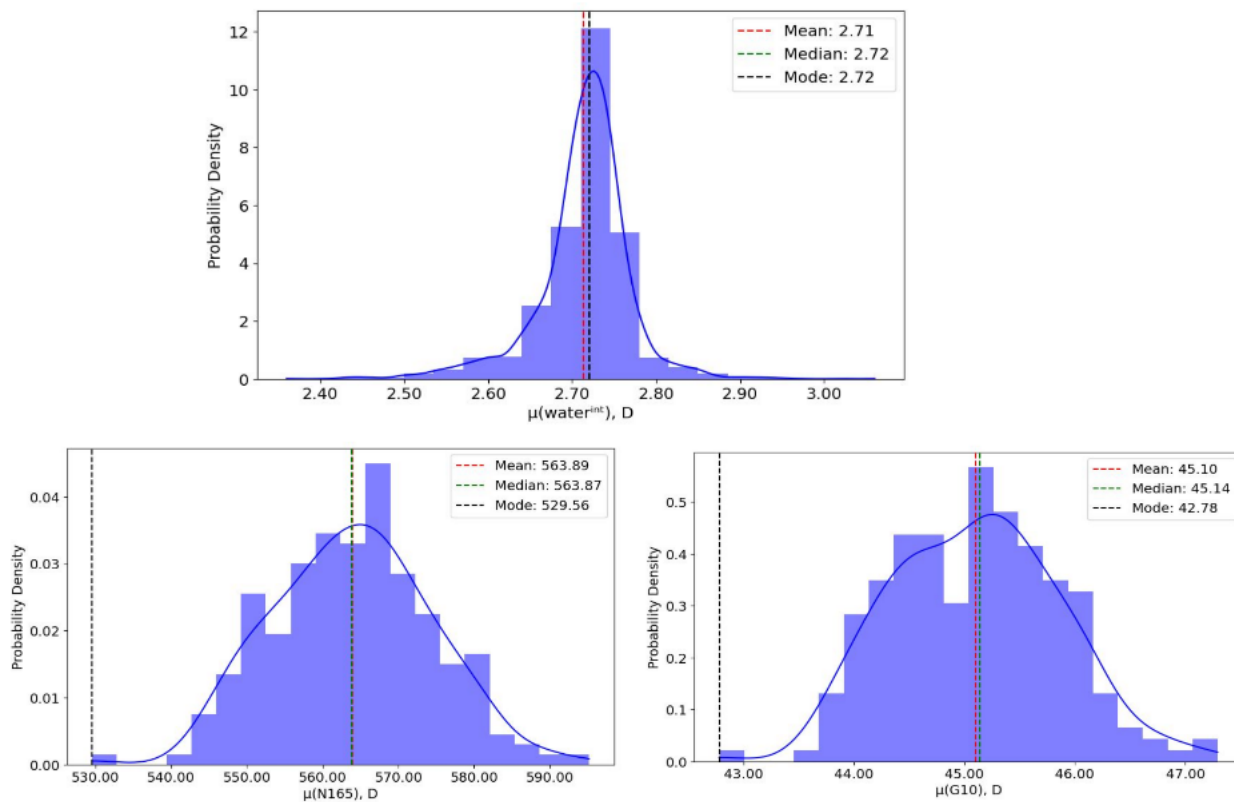 Mean: 2.71
Median: 2.72
Mode: 2.72
12
10
8
6
4
2
0
Probability Density
2.40 2.50 2.60 2.70 2.80 2.90 3.00
μ(waterⁱⁿᵗ), D
Mean: 563.89
Median: 563.87
Mode: 529.56
0.04
0.03
0.02
0.01
0.00
Probability Density
530.00 540.00 550.00 560.00 570.00 580.00 590.00
μ(N165), D
Mean: 45.10
Median: 45.14
Mode: 42.78
0.5
0.4
0.3
0.2
0.1
0.0
Probability Density
43.00 44.00 45.00 46.00 47.00
μ(G10), D